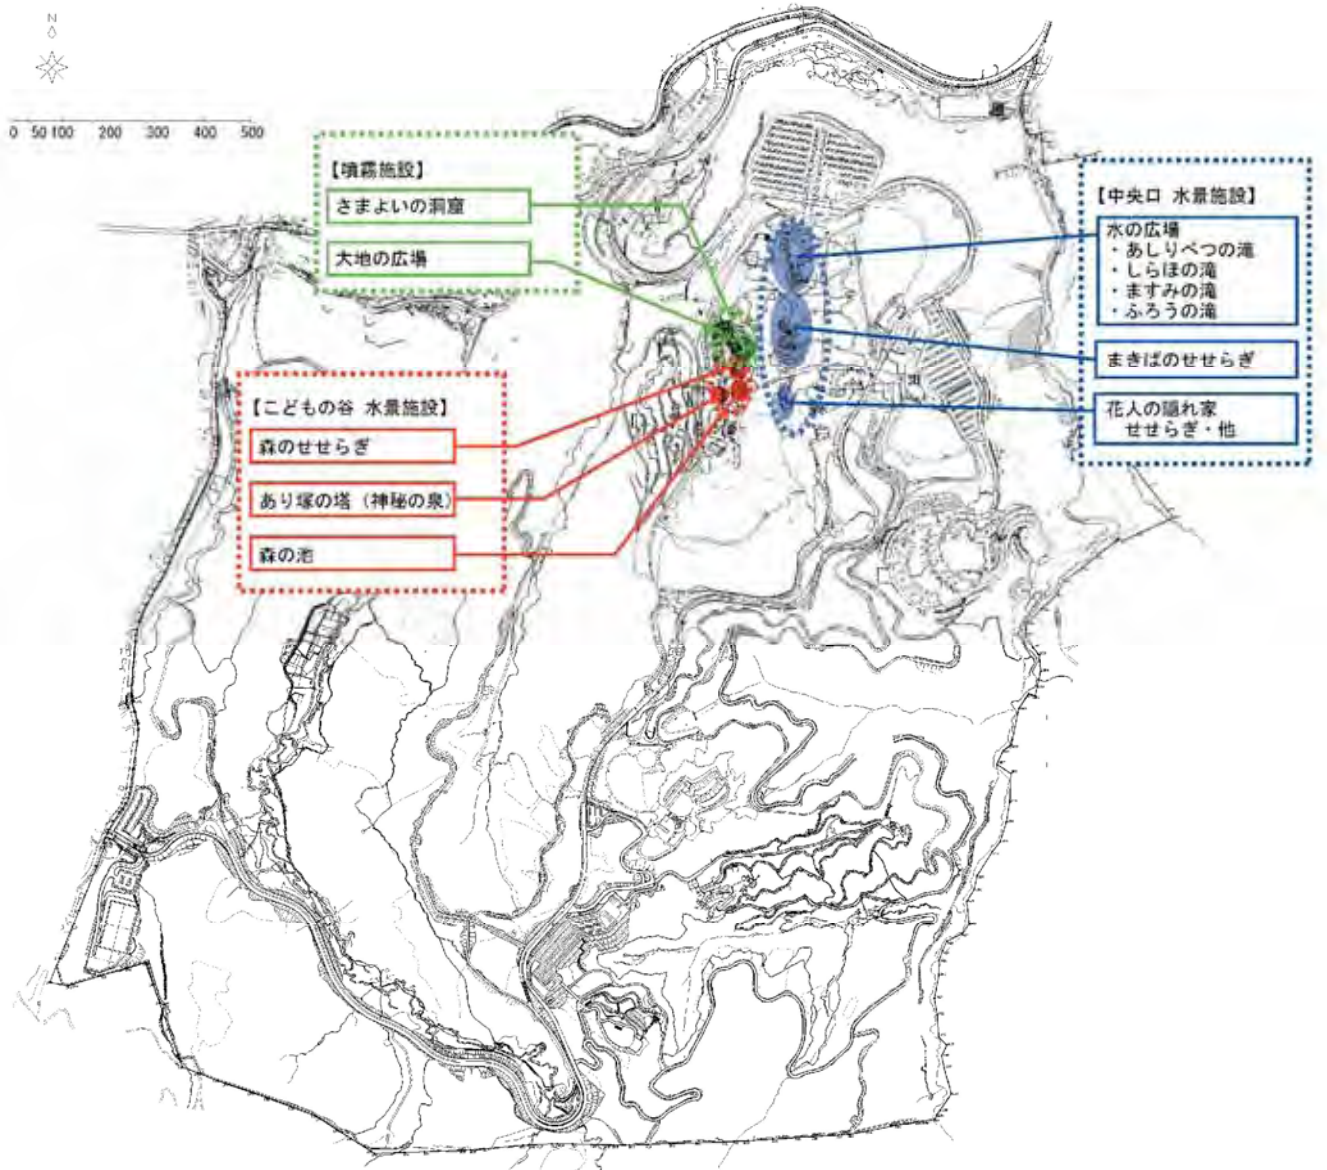 N
0 50 100 200 300 400 500
【噴霧施設】
さまよいの洞窟
大地の広場
【こどもの谷 水景施設】
森のせせらぎ
あり塚の塔（神秘の泉）
森の池
【中央口 水景施設】
水の広場
・あしりべつの滝
・しらほの滝
・ますみの滝
・ふろうの滝
まきばのせせらぎ
花人の隠れ家
せせらぎ・他